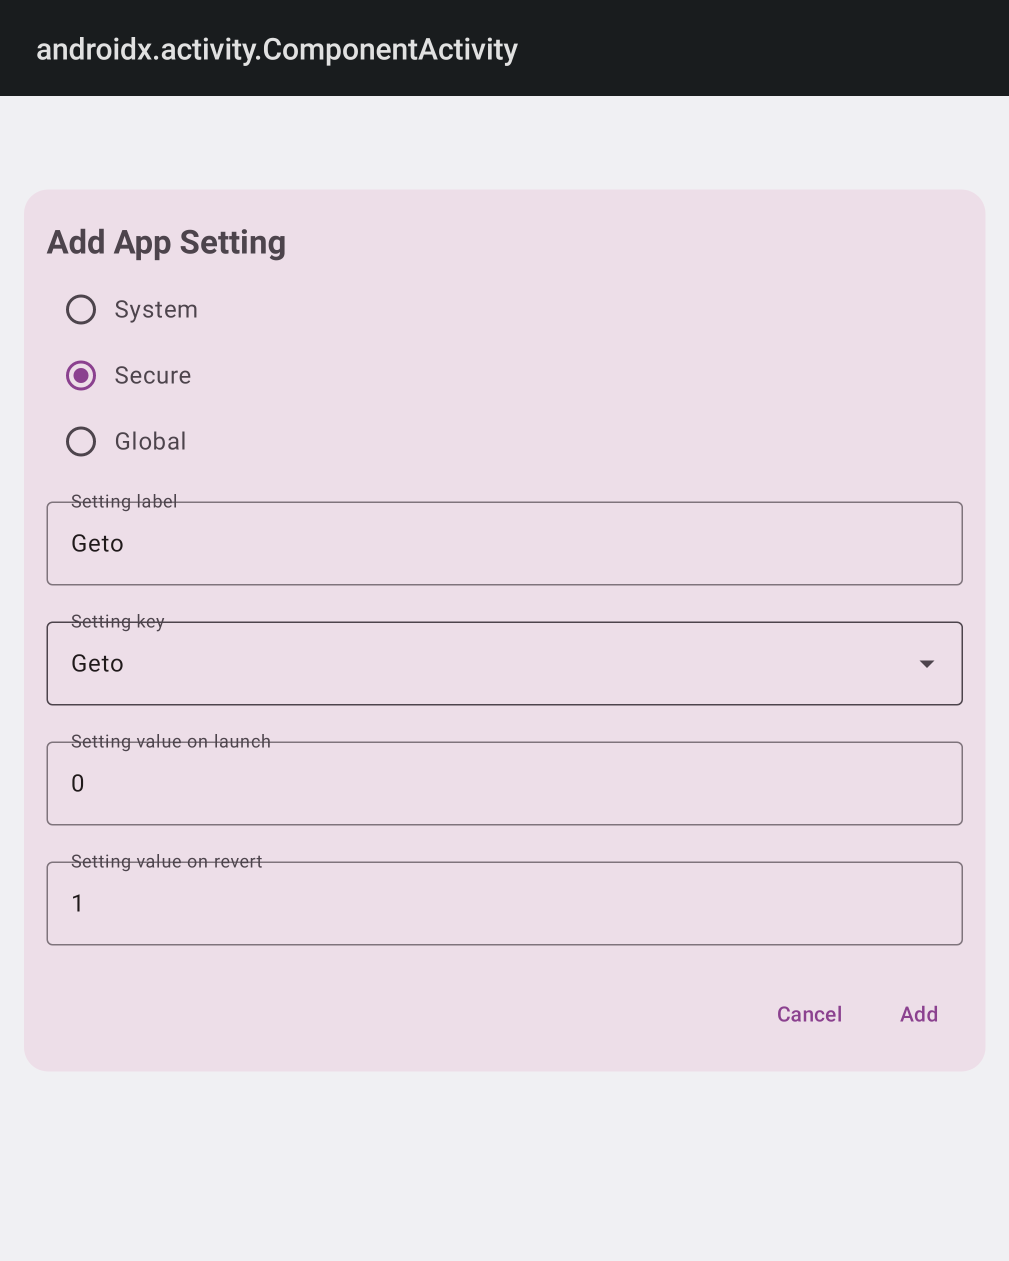 androidx.activity.ComponentActivity
Add App Setting
System
Secure
Global
Setting label
Geto
Setting key
Geto
Setting value on launch
0
Setting value on revert
1
Cancel Add